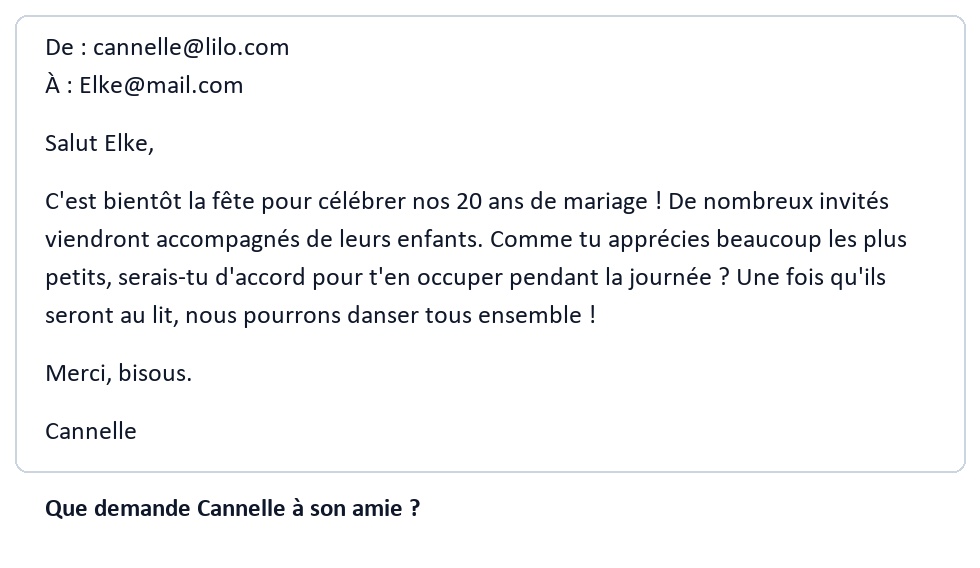 De : cannelle@lilo.com
À : Elke@mail.com
Salut Elke,
C'est bientôt la fête pour célébrer nos 20 ans de mariage ! De nombreux invités
viendront accompagnés de leurs enfants. Comme tu apprécies beaucoup les plus
petits, serais-tu d'accord pour t'en occuper pendant la journée ? Une fois qu'ils
seront au lit, nous pourrons danser tous ensemble !
Merci, bisous.
Cannelle
Que demande Cannelle à son amie ?